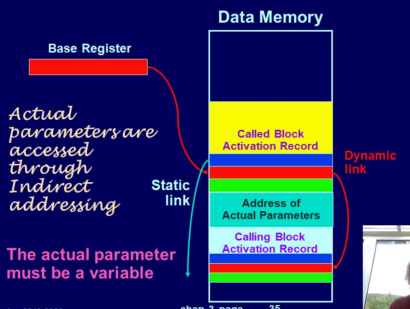 Data Memory
Base Register
Actual
parameters are
accessed
through
Indirect
addressing
Called Block
Activation Record
Dynamic
link
Static
link
Address of
Actual Parameters
Calling Block
Activation Record
The actual parameter
must be a variable
chap 2 page 35